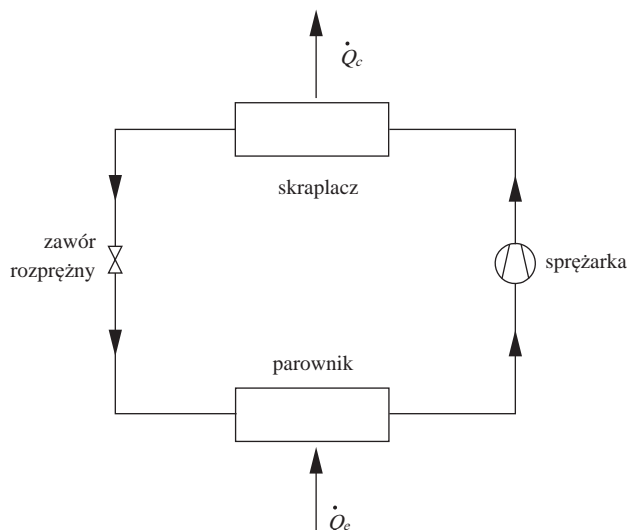 Q̇c
skraplacz
zawór
rozprężny
sprężarka
parownik
Q̇e